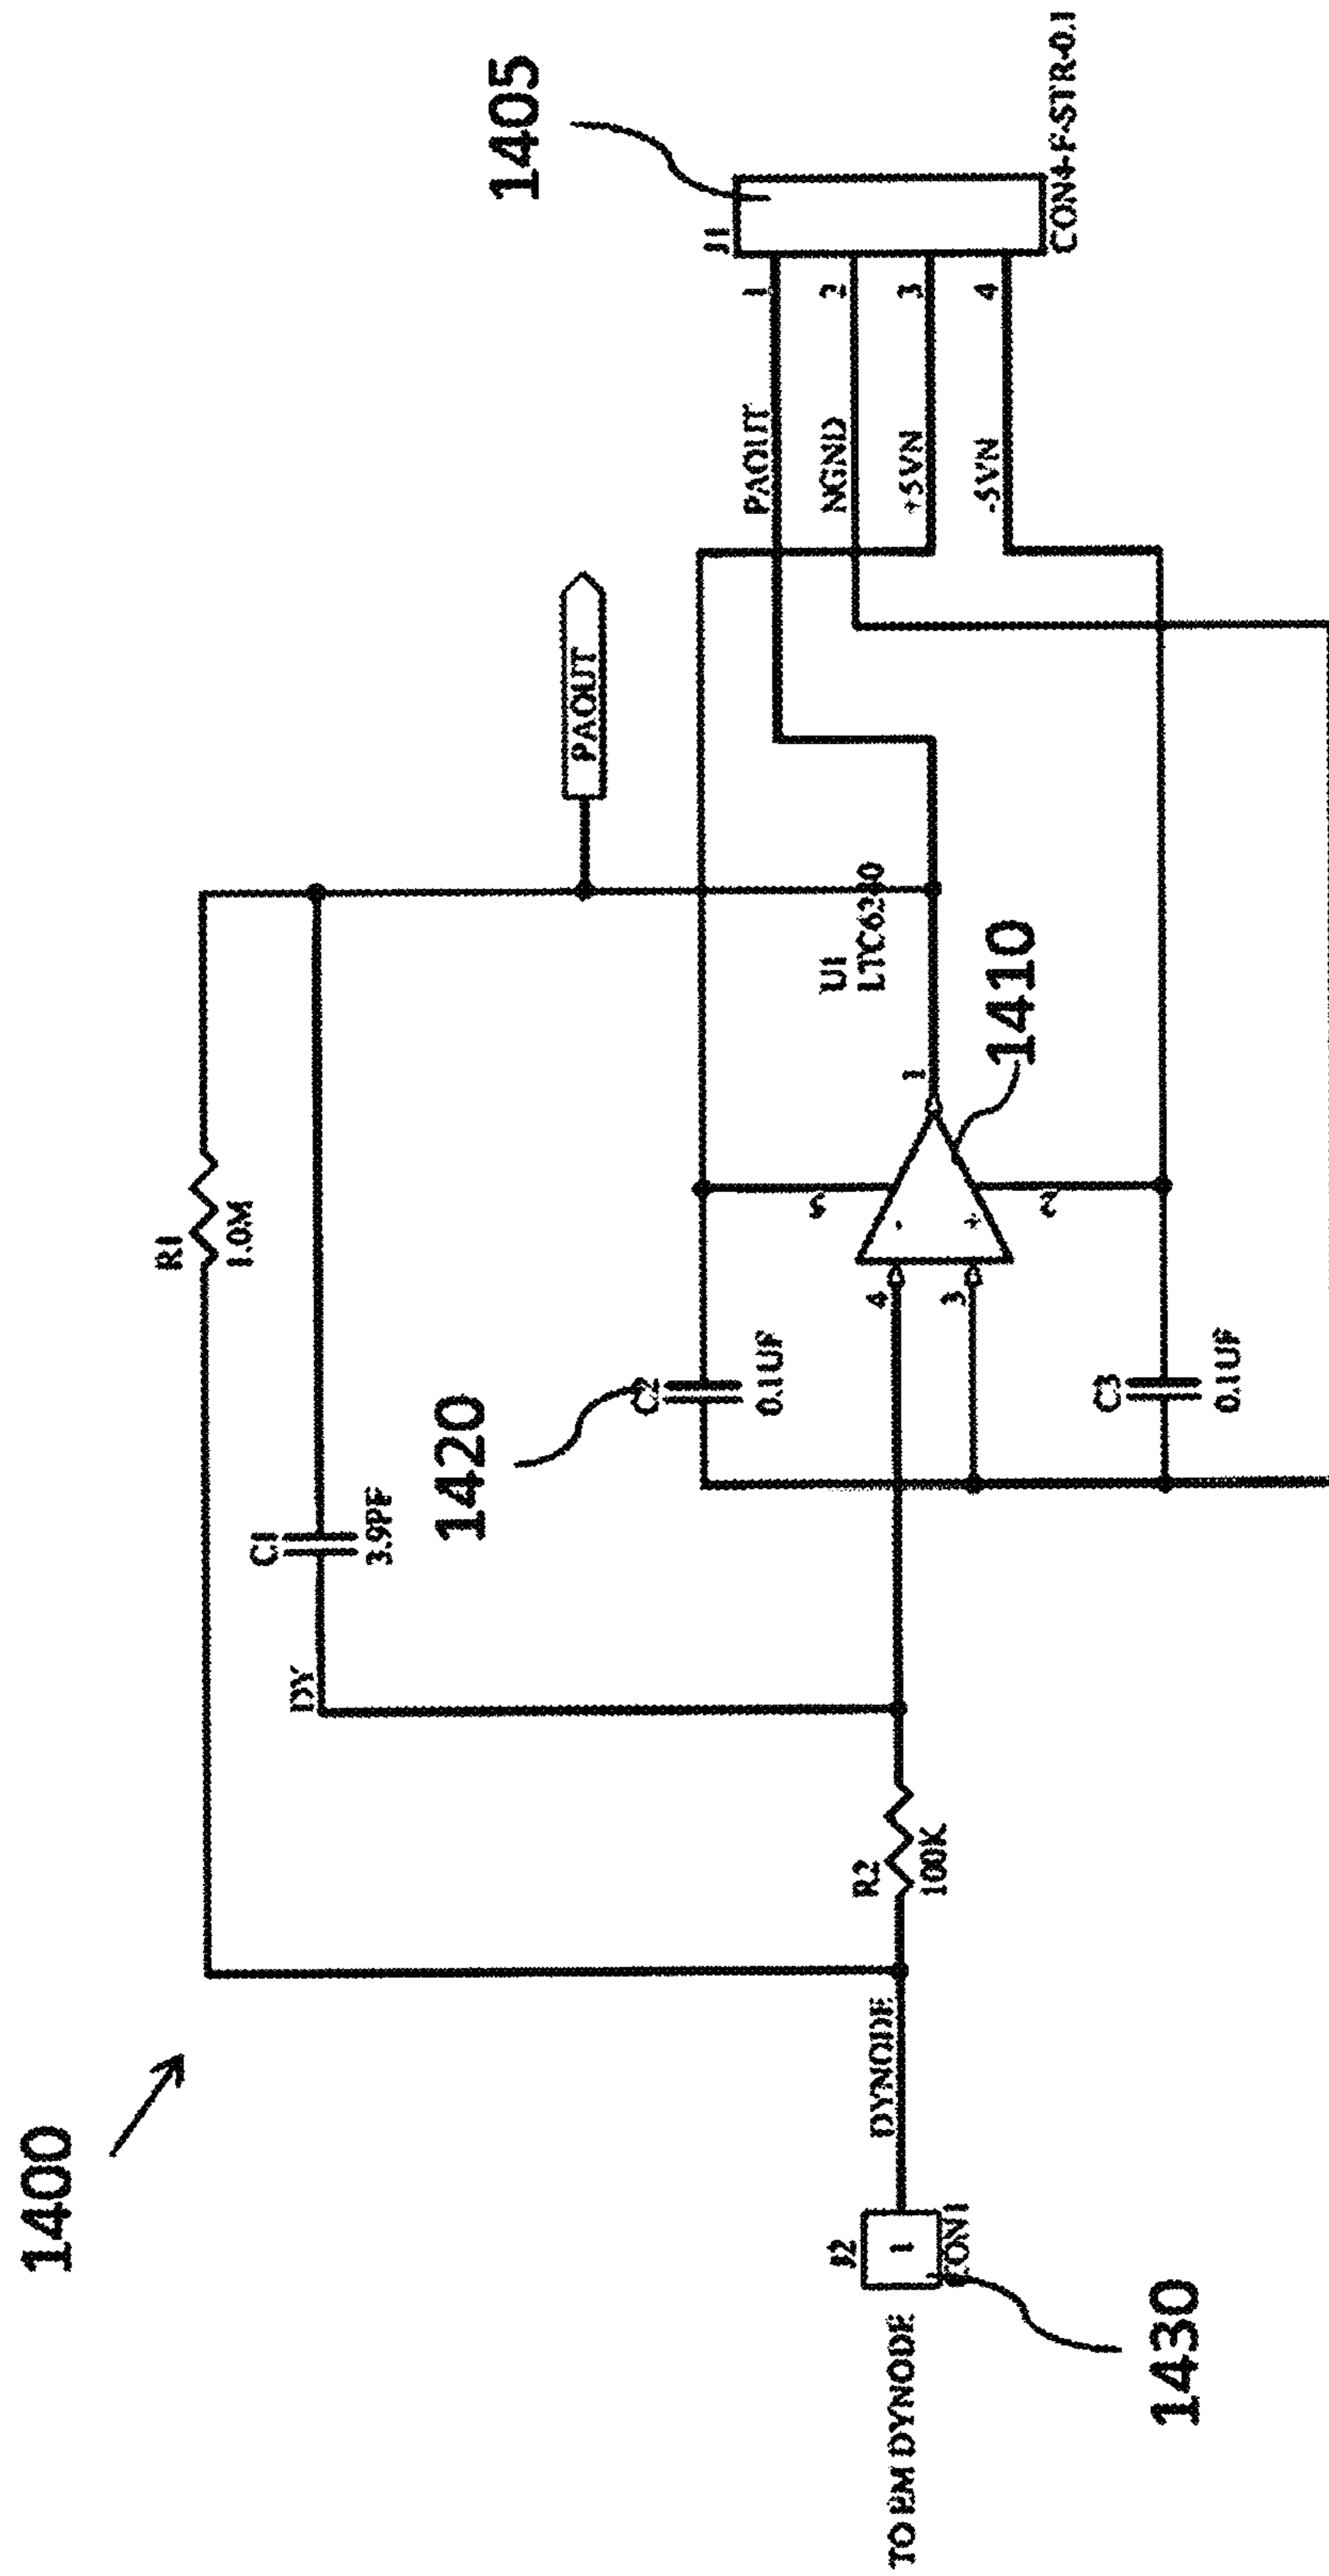 1400
R1
1.0M
C1
3.9PF
DY
PAOUT
1405
J1
1
2
3
4
PAOUT
NGND
+5VN
-5VN
CON4-F-STR-0.1
1420
C2
0.1UF
U1
1
5
-
+
2
4
3
1410
C3
0.1UF
R2
100K
DYNODE
J2
1
CON1
TO EM DYNODE
1430